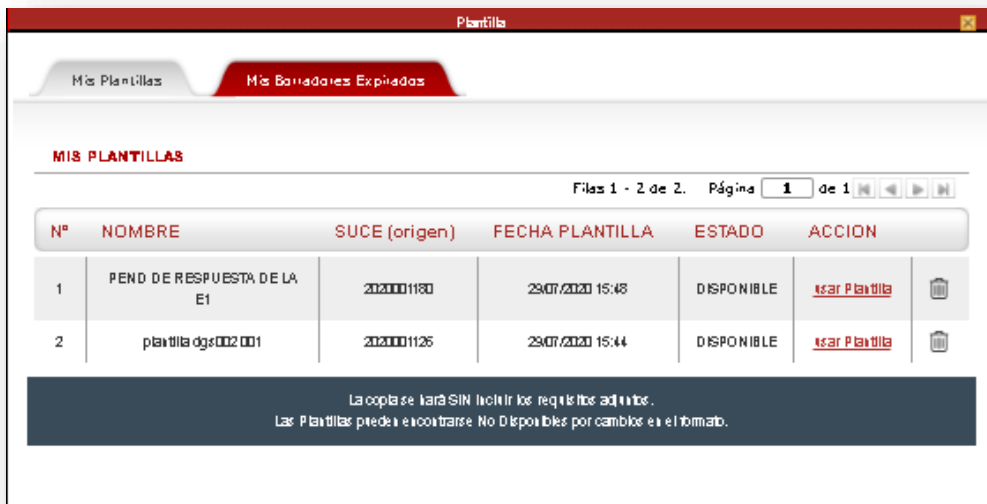 Plantilla
Mis Plantillas Mis Borradores Expirados
MIS PLANTILLAS
Filas 1 - 2 de 2. Página 1 de 1
Nº NOMBRE SUCE (origen) FECHA PLANTILLA ESTADO ACCION
1 PEND DE RESPUESTA DE LA E1 2020001180 29/07/2020 15:48 DISPONIBLE usar Plantilla
2 plantilla dgs002001 2020001126 29/07/2020 15:44 DISPONIBLE usar Plantilla
La copia se hará SIN incluir los requisitos adjuntos.
Las Plantillas pueden encontrarse No Disponibles por cambios en el formato.